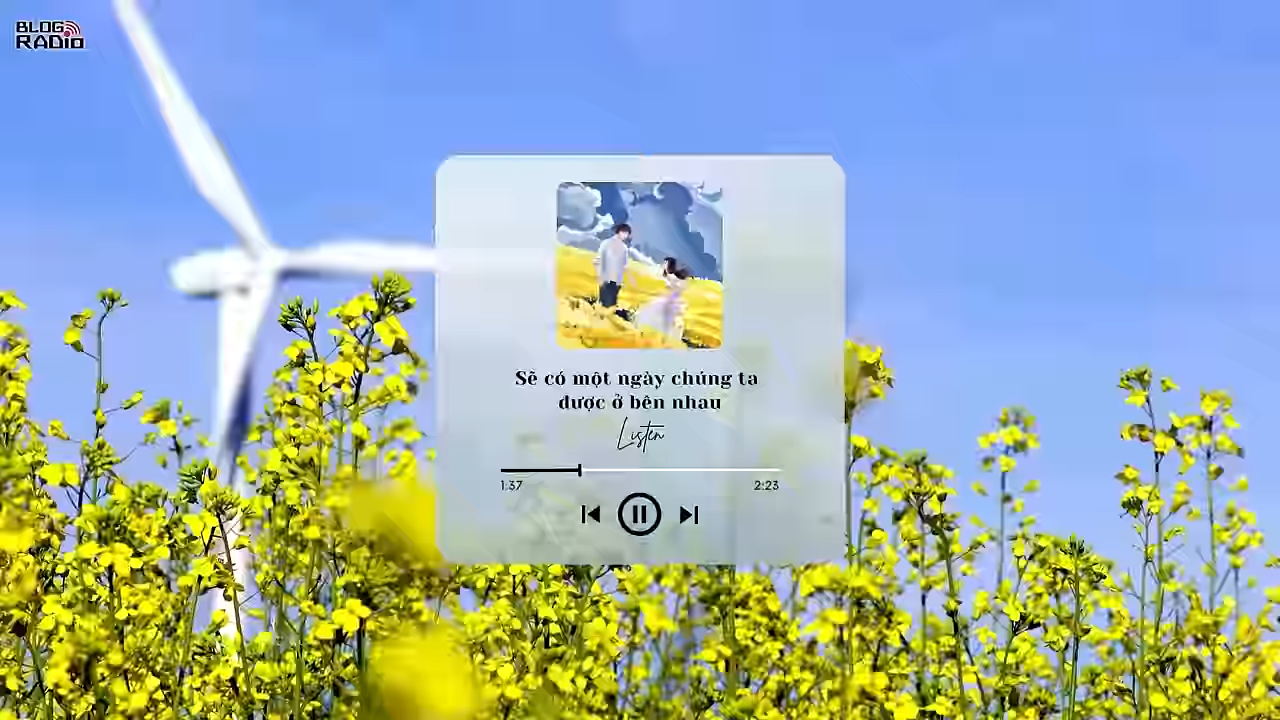 BLOG
RADIO
Sẽ có một ngày chúng ta
được ở bên nhau
Listen
1:37 2:23